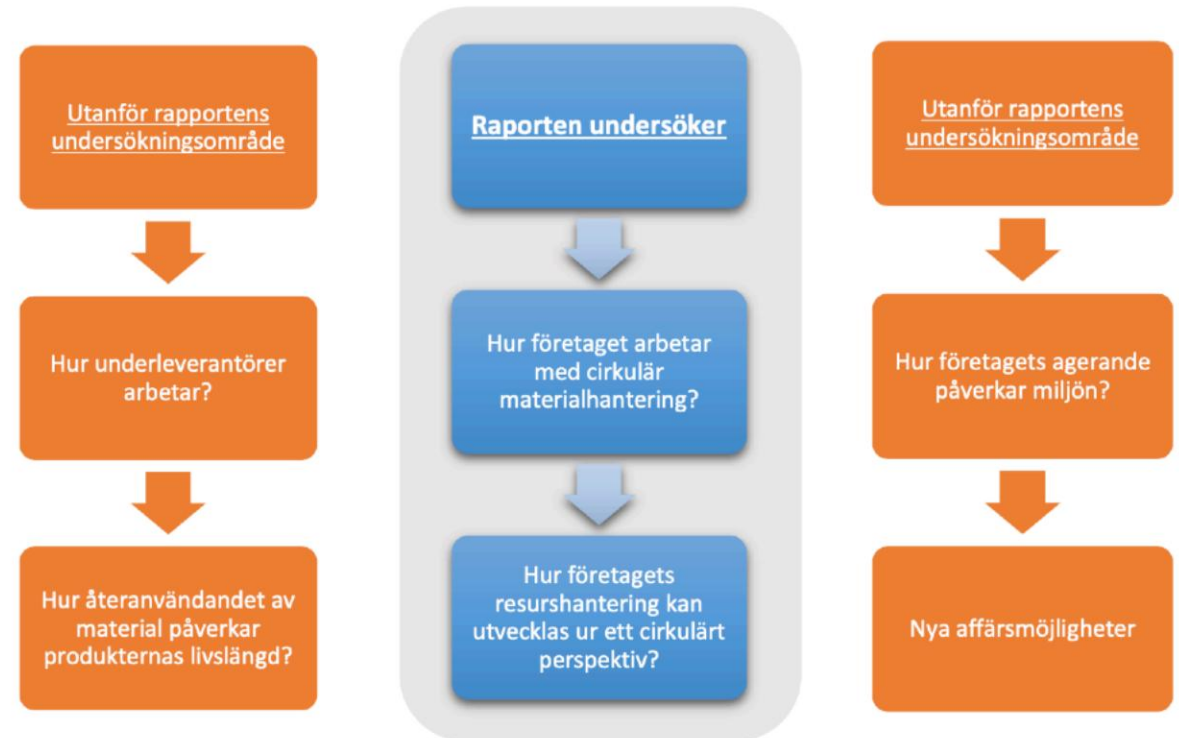 Utanför rapportens
undersökningsområde
Hur underleverantörer
arbetar?
Hur återanvändandet av
material påverkar
produkternas livslängd?
Raporten undersöker
Hur företaget arbetar
med cirkulär
materialhantering?
Hur företagets
resurshantering kan
utvecklas ur ett cirkulärt
perspektiv?
Utanför rapportens
undersökningsområde
Hur företagets agerande
påverkar miljön?
Nya affärsmöjligheter